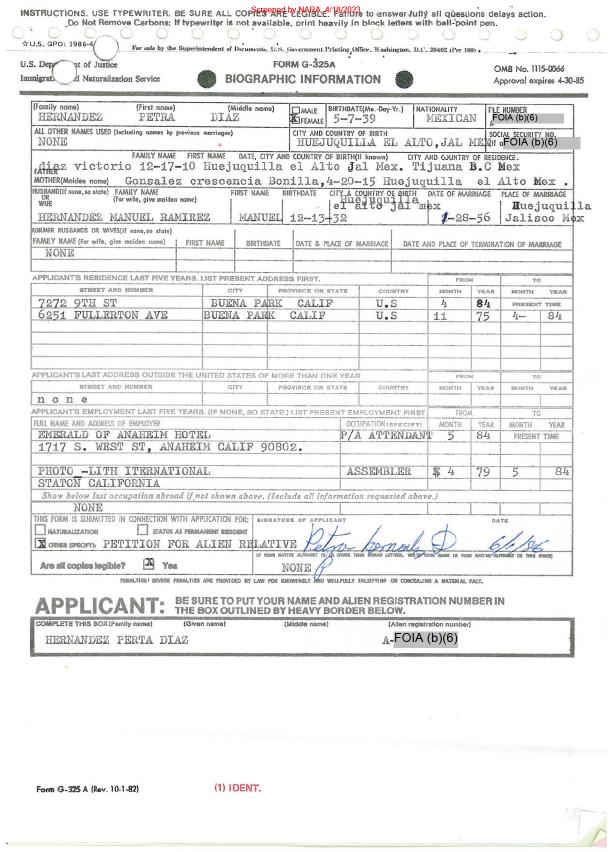 Screened by NARA, 4/18/2023
INSTRUCTIONS. USE TYPEWRITER. BE SURE ALL COPIES ARE LEGIBLE. Failure to answer fully all questions delays action.
Do Not Remove Carbons: If typewriter is not available, print heavily in block letters with ball-point pen.
☆ U.S. GPO: 1986-4
For sale by the Superintendent of Documents, U.S. Government Printing Office, Washington, D.C. 20402 (Per 100)
U.S. Dep t of Justice FORM G-325A OMB No. 1115-0066
Immigrat d Naturalization Service BIOGRAPHIC INFORMATION Approval expires 4-30-85
(Family name) (First name) (Middle name) MALE FEMALE BIRTHDATE(Mo.-Day-Yr.) NATIONALITY FILE NUMBER
HERNANDEZ PETRA DIAZ X 5-7-39 MEXICAN FOIA (b)(6)
ALL OTHER NAMES USED (Including names by previous marriages) CITY AND COUNTRY OF BIRTH SOCIAL SECURITY NO.
NONE HUEJUQUILLA EL ALTO, JAL MEX FOIA (b)(6)
FAMILY NAME FIRST NAME DATE, CITY AND COUNTRY OF BIRTH(If known) CITY AND COUNTRY OF RESIDENCE.
FATHER diaz victorio 12-17-10 Huejuquilla el Alto Jal Mex. Tijuana B.C Mex
MOTHER(Maiden name) Gonsalez crescencia Bonilla,4-20-15 Huejuquilla el Alto Mex .
HUSBAND(If none, so state) OR WIFE FAMILY NAME (For wife, give maiden name) FIRST NAME BIRTHDATE CITY & COUNTRY OF BIRTH DATE OF MARRIAGE PLACE OF MARRIAGE
Huejuquilla el alto jal mex Huejuquilla
HERNANDEZ MANUEL RAMIREZ MANUEL 12-13-32 1-28-56 Jalisco Mex
FORMER HUSBANDS OR WIVES(if none, so state)
FAMILY NAME (For wife, give maiden name) FIRST NAME BIRTHDATE DATE & PLACE OF MARRIAGE DATE AND PLACE OF TERMINATION OF MARRIAGE
NONE
APPLICANT'S RESIDENCE LAST FIVE YEARS. LIST PRESENT ADDRESS FIRST. FROM TO
STREET AND NUMBER CITY PROVINCE OR STATE COUNTRY MONTH YEAR MONTH YEAR
7272 9TH ST BUENA PARK CALIF U.S 4 84 PRESENT TIME
6251 FULLERTON AVE BUENA PARK CALIF U.S 11 75 4- 84
APPLICANT'S LAST ADDRESS OUTSIDE THE UNITED STATES OF MORE THAN ONE YEAR FROM TO
STREET AND NUMBER CITY PROVINCE OR STATE COUNTRY MONTH YEAR MONTH YEAR
n o n e
APPLICANT'S EMPLOYMENT LAST FIVE YEARS. (IF NONE, SO STATE.) LIST PRESENT EMPLOYMENT FIRST FROM TO
FULL NAME AND ADDRESS OF EMPLOYER OCCUPATION(SPECIFY) MONTH YEAR MONTH YEAR
EMERALD OF ANAHEIM HOTEL P/A ATTENDANT 5 84 PRESENT TIME
1717 S. WEST ST, ANAHEIM CALIF 90802.
PHOTO -LITH ITERNATIONAL ASSEMBLER 4 79 5 84
STATON CALIFORNIA
Show below last occupation abroad if not shown above. (Include all information requested above.)
NONE
THIS FORM IS SUBMITTED IN CONNECTION WITH APPLICATION FOR: SIGNATURE OF APPLICANT DATE
NATURALIZATION STATUS AS PERMANENT RESIDENT
X OTHER (SPECIFY): PETITION FOR ALIEN RELATIVE Petra D 6/6/86
IF YOUR NATIVE ALPHABET IS IN OTHER THAN ROMAN LETTERS, WRITE YOUR NAME IN YOUR NATIVE ALPHABET IN THIS SPACE)
Are all copies legible? X Yes NONE
PENALTIES: SEVERE PENALTIES ARE PROVIDED BY LAW FOR KNOWINGLY AND WILLFULLY FALSIFYING OR CONCEALING A MATERIAL FACT.
APPLICANT: BE SURE TO PUT YOUR NAME AND ALIEN REGISTRATION NUMBER IN
THE BOX OUTLINED BY HEAVY BORDER BELOW.
COMPLETE THIS BOX (Family name) (Given name) (Middle name) (Alien registration number)
HERNANDEZ PERTA DIAZ A-FOIA (b)(6)
Form G-325 A (Rev. 10-1-82) (1) IDENT.